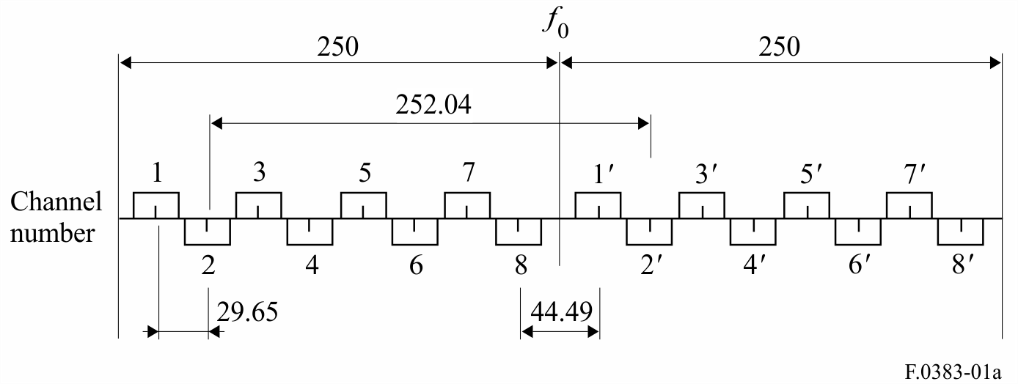 f0
250 250
252.04
1 3 5 7 1′ 3′ 5′ 7′
Channel
number
2 4 6 8 2′ 4′ 6′ 8′
29.65 44.49
F.0383-01a